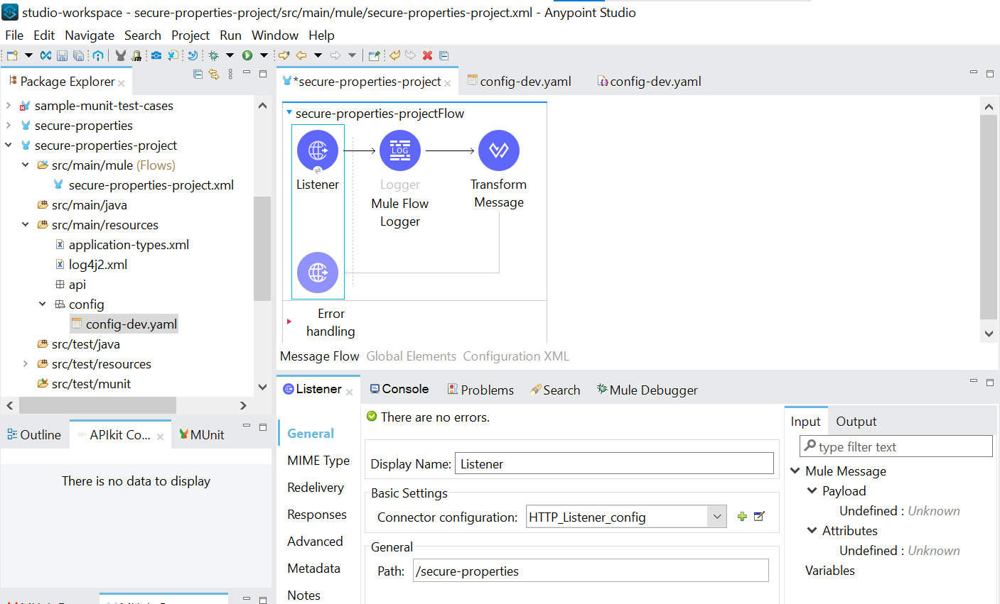 studio-workspace - secure-properties-project/src/main/mule/secure-properties-project.xml - Anypoint Studio
File Edit Navigate Search Project Run Window Help
Package Explorer
sample-munit-test-cases
secure-properties
secure-properties-project
src/main/mule (Flows)
secure-properties-project.xml
src/main/java
src/main/resources
application-types.xml
log4j2.xml
api
config
config-dev.yaml
src/test/java
src/test/resources
src/test/munit
Outline
APIkit Co...
MUnit
There is no data to display
*secure-properties-project
config-dev.yaml
config-dev.yaml
secure-properties-projectFlow
LOG
Listener
Logger
Mule Flow
Logger
Transform
Message
Error
handling
Message Flow Global Elements Configuration XML
Listener
Console
Problems
Search
Mule Debugger
General
MIME Type
Redelivery
Responses
Advanced
Metadata
Notes
There are no errors.
Display Name: Listener
Basic Settings
Connector configuration: HTTP_Listener_config
General
Path: /secure-properties
Input Output
type filter text
Mule Message
Payload
Undefined : Unknown
Attributes
Undefined : Unknown
Variables